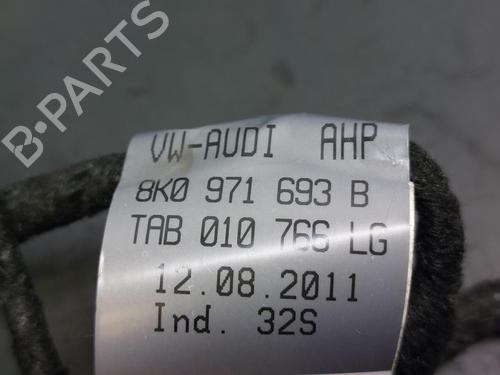 B-PARTS
VW-AUDI AHP
8K0 971 693 B
TAB 010 766 LG
12.08.2011
Ind. 32S